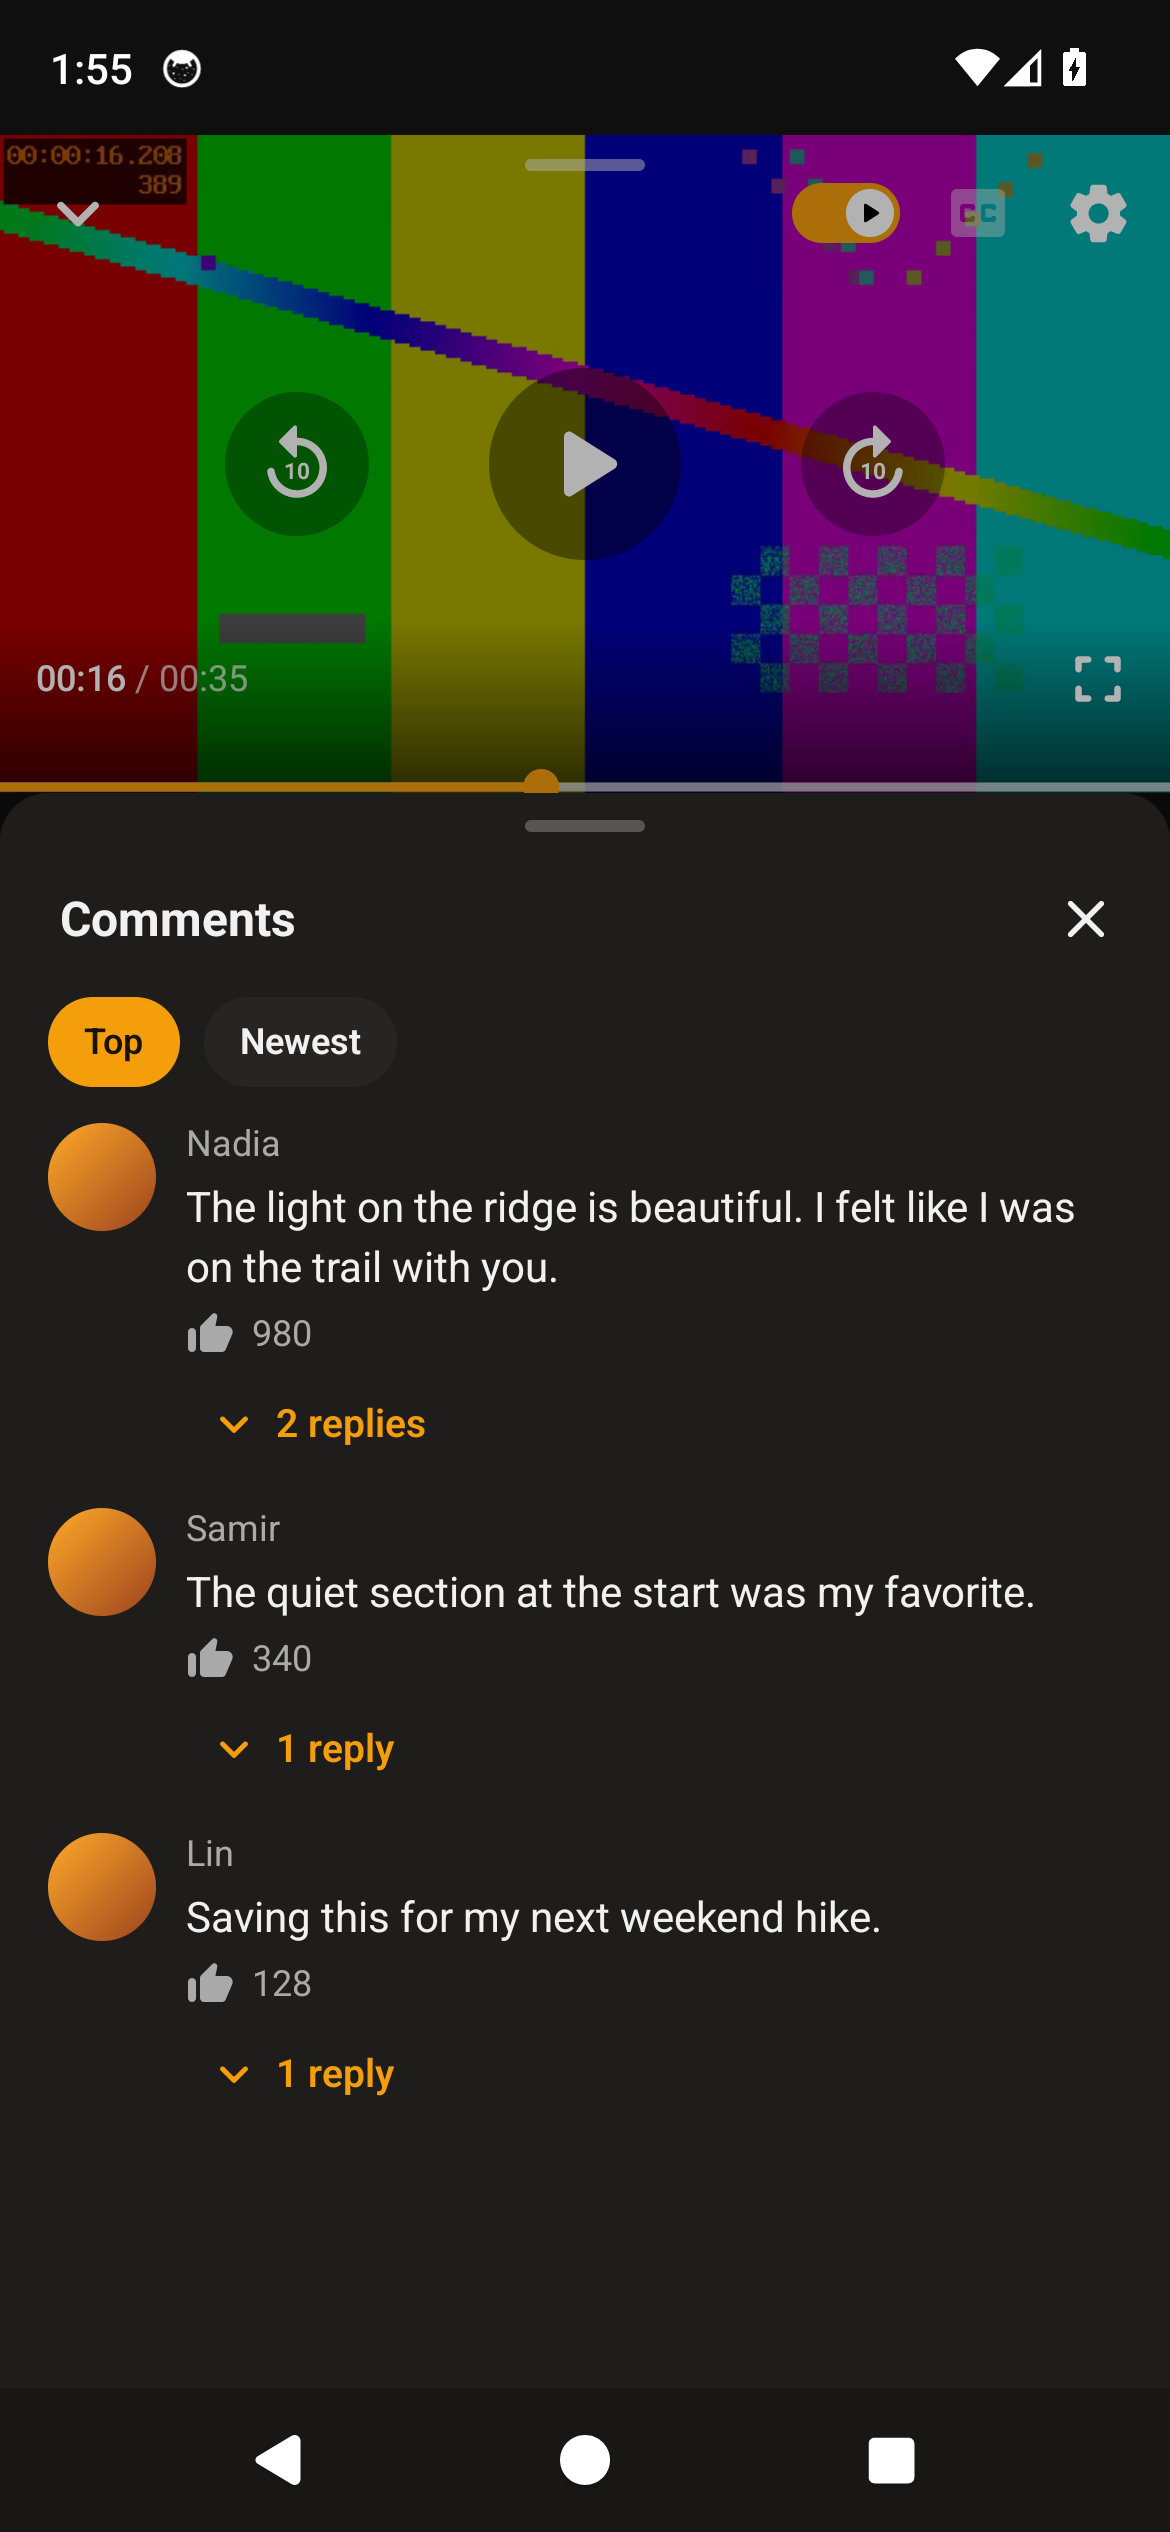 1:55
00:00:16.208
389
CC
10
10
00:16 / 00:35
Comments
Top
Newest
Nadia
The light on the ridge is beautiful. I felt like I was
on the trail with you.
980
2 replies
Samir
The quiet section at the start was my favorite.
340
1 reply
Lin
Saving this for my next weekend hike.
128
1 reply